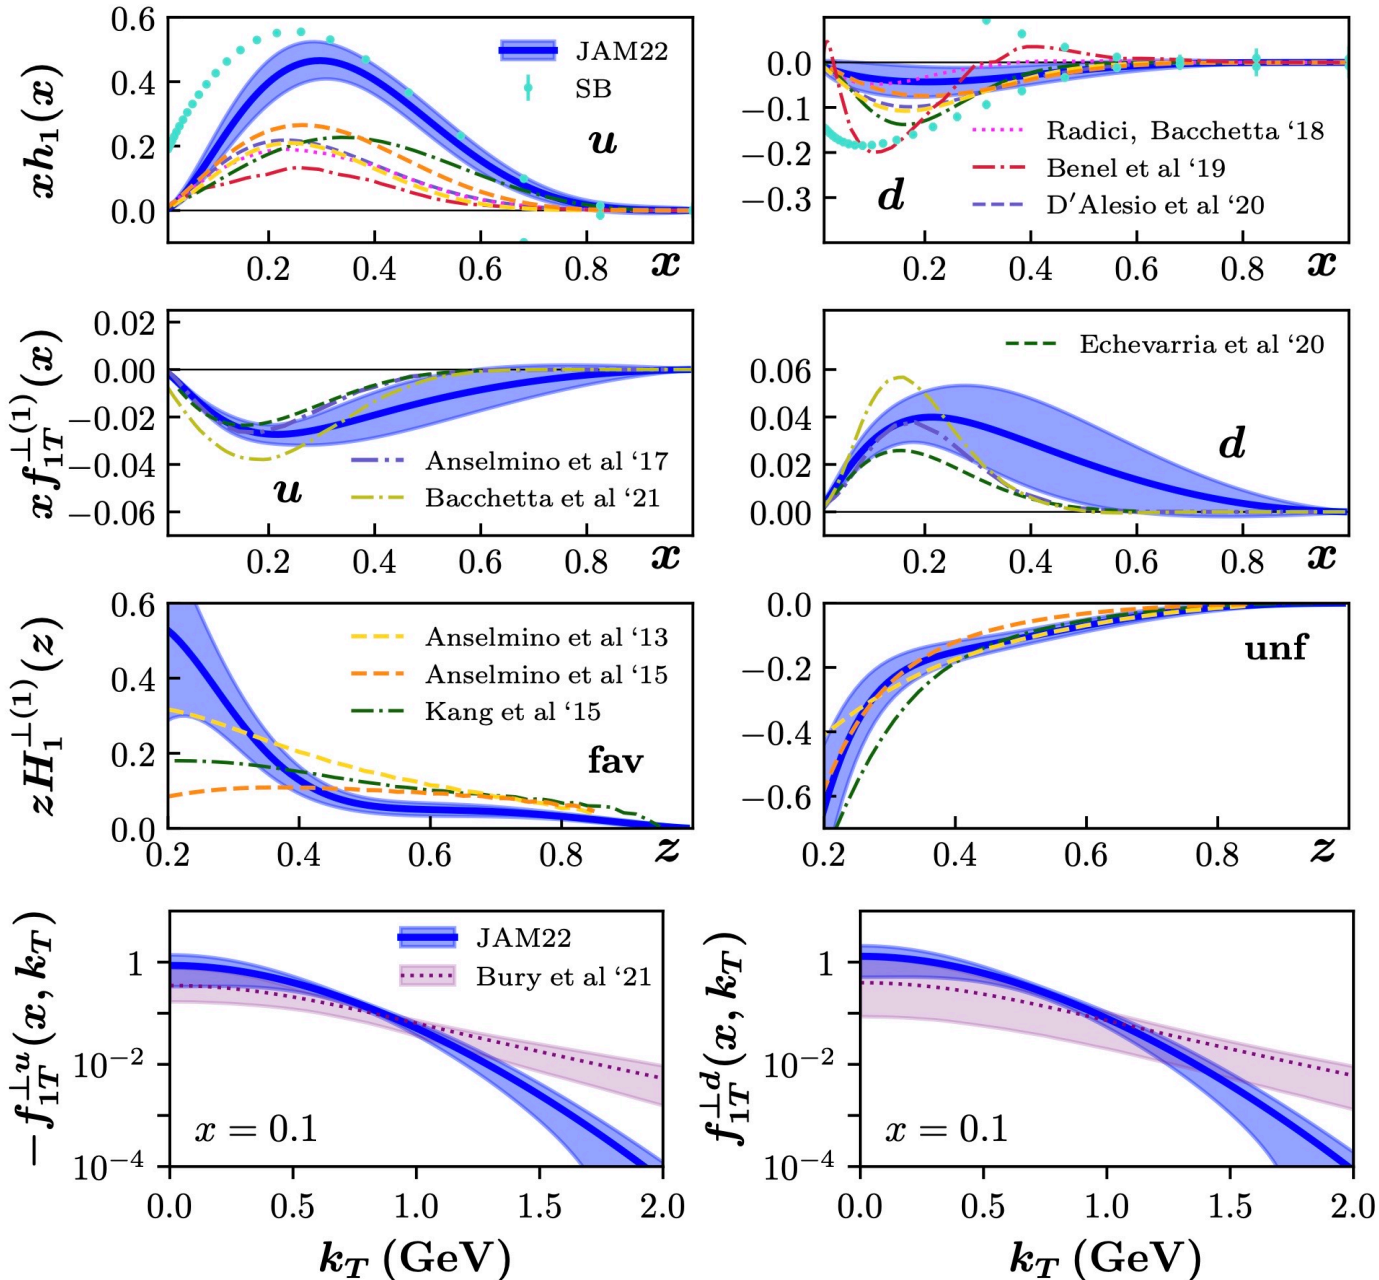 xh₁(x)
0.6
0.4
0.2
0.0
JAM22
SB
u
0.2 0.4 0.6 0.8 x
0.0
−0.1
−0.2
−0.3
Radici, Bacchetta ‘18
Benel et al ‘19
D′Alesio et al ‘20
d
0.2 0.4 0.6 0.8 x
x f₁T^⊥(1)(x)
0.02
0.00
−0.02
−0.04
−0.06
Anselmino et al ‘17
Bacchetta et al ‘21
u
0.2 0.4 0.6 0.8 x
Echevarria et al ‘20
0.06
0.04
0.02
0.00
d
0.2 0.4 0.6 0.8 x
zH₁^⊥(1)(z)
0.6
0.4
0.2
0.0
Anselmino et al ‘13
Anselmino et al ‘15
Kang et al ‘15
fav
0.2 0.4 0.6 0.8 z
0.0
−0.2
−0.4
−0.6
unf
0.2 0.4 0.6 0.8 z
−f₁T^⊥u(x, k_T)
1
10⁻²
10⁻⁴
JAM22
Bury et al ‘21
x = 0.1
0.0 0.5 1.0 1.5 2.0
k_T (GeV)
f₁T^⊥d(x, k_T)
1
10⁻²
10⁻⁴
x = 0.1
0.0 0.5 1.0 1.5 2.0
k_T (GeV)